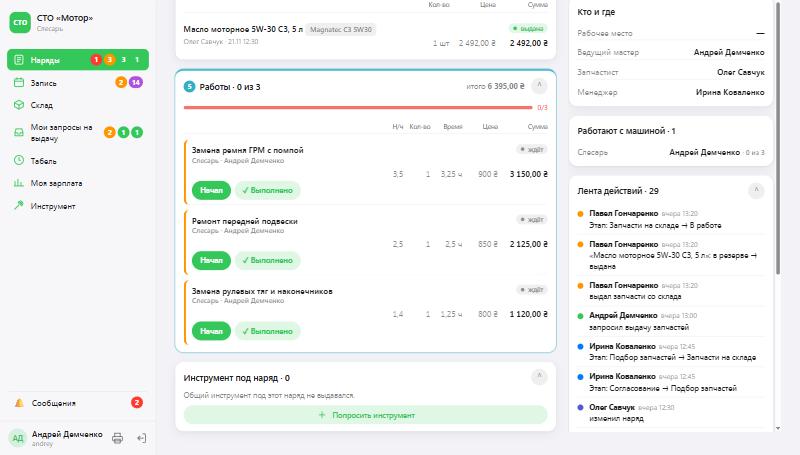 СТО
СТО «Мотор»
Слесарь
Наряды 1 3 3 1
Запись 2 14
Склад
Мои запросы на
выдачу 2 1 1
Табель
Моя зарплата
Инструмент
Сообщения 2
АД
Андрей Демченко
andrey
Кол-во Цена Сумма
Масло моторное 5W-30 C3, 5 л Magnatec C3 5W30 выдана
Олег Савчук · 21.11 12:30
1 шт 2 492,00 ₴ 2 492,00 ₴
5 Работы · 0 из 3 итого 6 395,00 ₴
0/3
Н/ч Кол-во Время Цена Сумма
Замена ремня ГРМ с помпой ждёт
Слесарь · Андрей Демченко
3,5 1 3,25 ч 900 ₴ 3 150,00 ₴
Начал ✓ Выполнено
Ремонт передней подвески ждёт
Слесарь · Андрей Демченко
2,5 1 2,5 ч 850 ₴ 2 125,00 ₴
Начал ✓ Выполнено
Замена рулевых тяг и наконечников ждёт
Слесарь · Андрей Демченко
1,4 1 1,25 ч 800 ₴ 1 120,00 ₴
Начал ✓ Выполнено
Инструмент под наряд · 0
Общий инструмент под этот наряд не выдавался.
+ Попросить инструмент
Кто и где
Рабочее место —
Ведущий мастер Андрей Демченко
Запчастист Олег Савчук
Менеджер Ирина Коваленко
Работают с машиной · 1
Слесарь Андрей Демченко · 0 из 3
Лента действий · 29
Павел Гончаренко вчера 13:20
Этап: Запчасти на складе → В работе
Павел Гончаренко вчера 13:20
«Масло моторное 5W-30 C3, 5 л»: в резерве →
выдана
Павел Гончаренко вчера 13:20
выдал запчасти со склада
Андрей Демченко вчера 13:00
запросил выдачу запчастей
Ирина Коваленко вчера 12:45
Этап: Подбор запчастей → Запчасти на складе
Ирина Коваленко вчера 12:45
Этап: Согласование → Подбор запчастей
Олег Савчук вчера 12:30
изменил наряд